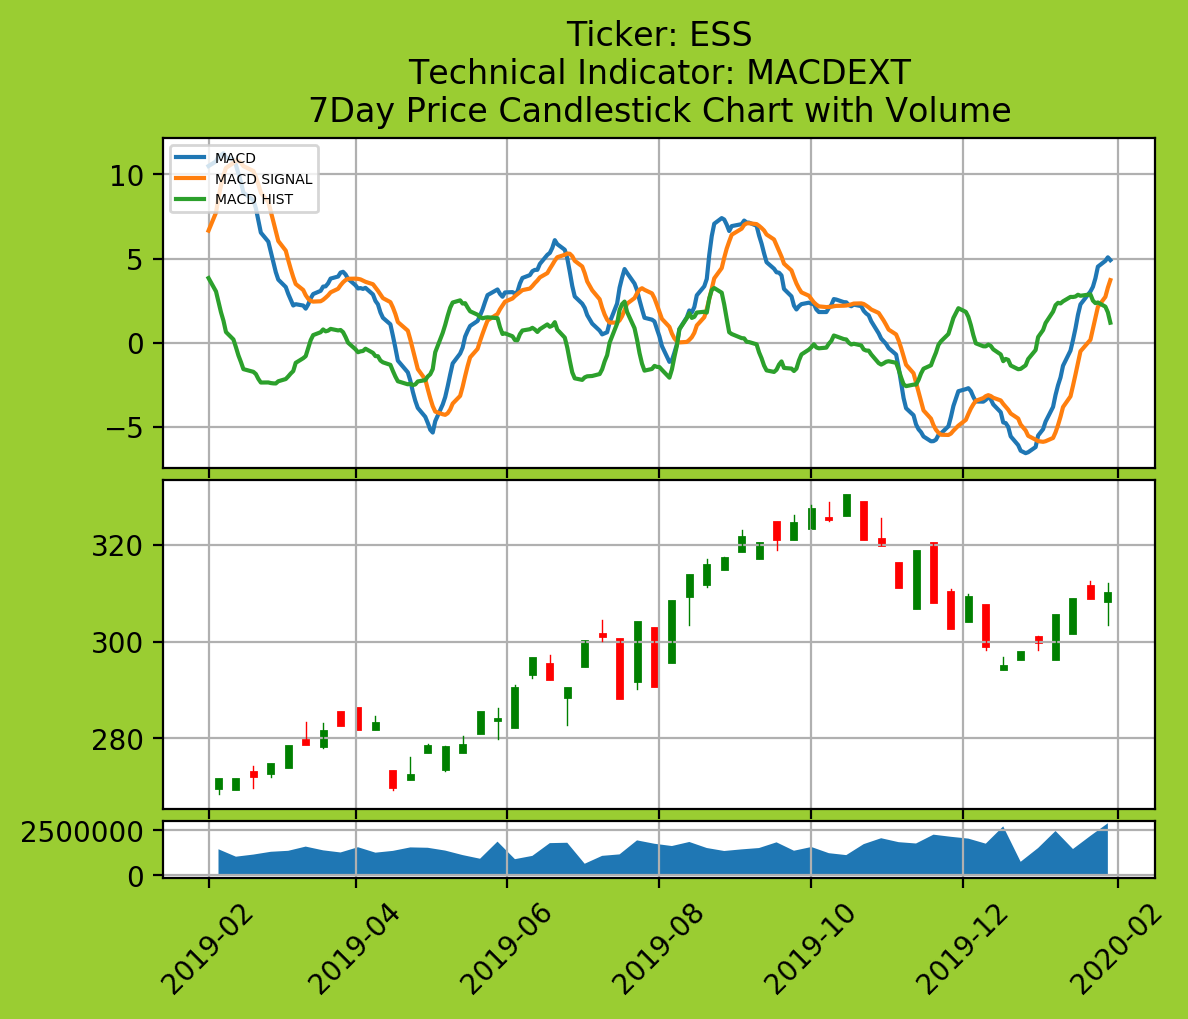 Ticker: ESS
Technical Indicator: MACDEXT
7Day Price Candlestick Chart with Volume
MACD
MACD SIGNAL
MACD HIST
10
5
0
−5
320
300
280
2500000
0
2019-02
2019-04
2019-06
2019-08
2019-10
2019-12
2020-02